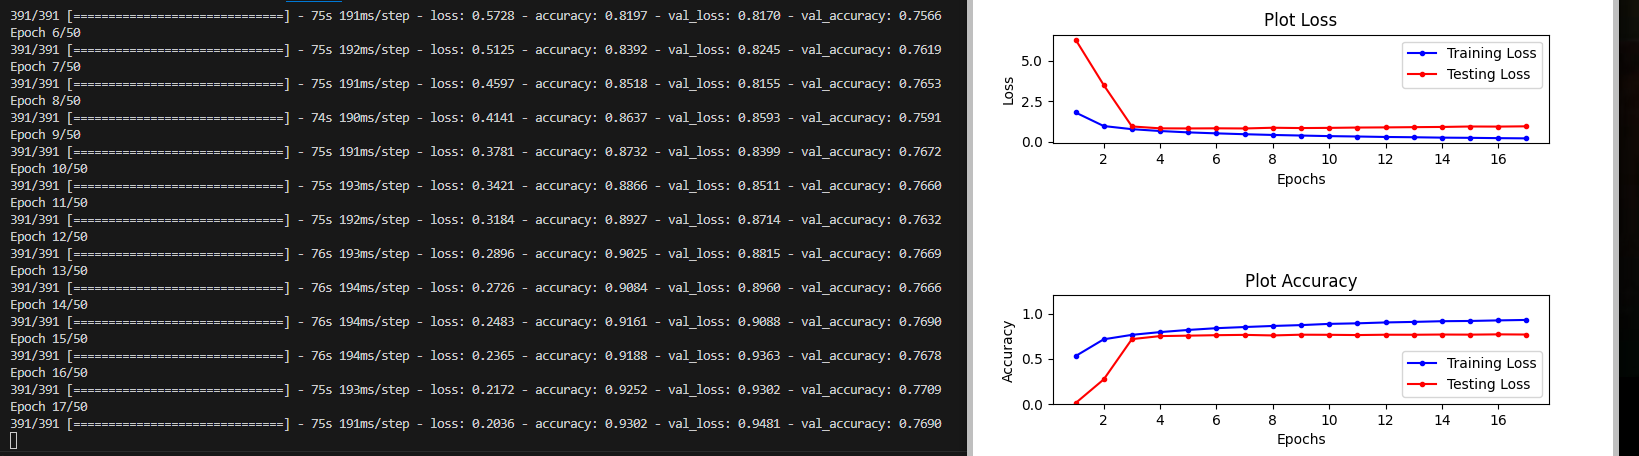 391/391 [==============================] - 75s 191ms/step - loss: 0.5728 - accuracy: 0.8197 - val_loss: 0.8170 - val_accuracy: 0.7566
Epoch 6/50
391/391 [==============================] - 75s 192ms/step - loss: 0.5125 - accuracy: 0.8392 - val_loss: 0.8245 - val_accuracy: 0.7619
Epoch 7/50
391/391 [==============================] - 75s 191ms/step - loss: 0.4597 - accuracy: 0.8518 - val_loss: 0.8155 - val_accuracy: 0.7653
Epoch 8/50
391/391 [==============================] - 74s 190ms/step - loss: 0.4141 - accuracy: 0.8637 - val_loss: 0.8593 - val_accuracy: 0.7591
Epoch 9/50
391/391 [==============================] - 75s 191ms/step - loss: 0.3781 - accuracy: 0.8732 - val_loss: 0.8399 - val_accuracy: 0.7672
Epoch 10/50
391/391 [==============================] - 75s 193ms/step - loss: 0.3421 - accuracy: 0.8866 - val_loss: 0.8511 - val_accuracy: 0.7660
Epoch 11/50
391/391 [==============================] - 75s 192ms/step - loss: 0.3184 - accuracy: 0.8927 - val_loss: 0.8714 - val_accuracy: 0.7632
Epoch 12/50
391/391 [==============================] - 76s 193ms/step - loss: 0.2896 - accuracy: 0.9025 - val_loss: 0.8815 - val_accuracy: 0.7669
Epoch 13/50
391/391 [==============================] - 76s 194ms/step - loss: 0.2726 - accuracy: 0.9084 - val_loss: 0.8960 - val_accuracy: 0.7666
Epoch 14/50
391/391 [==============================] - 76s 194ms/step - loss: 0.2483 - accuracy: 0.9161 - val_loss: 0.9088 - val_accuracy: 0.7690
Epoch 15/50
391/391 [==============================] - 76s 194ms/step - loss: 0.2365 - accuracy: 0.9188 - val_loss: 0.9363 - val_accuracy: 0.7678
Epoch 16/50
391/391 [==============================] - 75s 193ms/step - loss: 0.2172 - accuracy: 0.9252 - val_loss: 0.9302 - val_accuracy: 0.7709
Epoch 17/50
391/391 [==============================] - 75s 191ms/step - loss: 0.2036 - accuracy: 0.9302 - val_loss: 0.9481 - val_accuracy: 0.7690
Plot Loss
Training Loss
Testing Loss
Loss
5.0
2.5
0.0
2 4 6 8 10 12 14 16
Epochs
Plot Accuracy
Accuracy
1.0
0.5
0.0
Training Loss
Testing Loss
2 4 6 8 10 12 14 16
Epochs